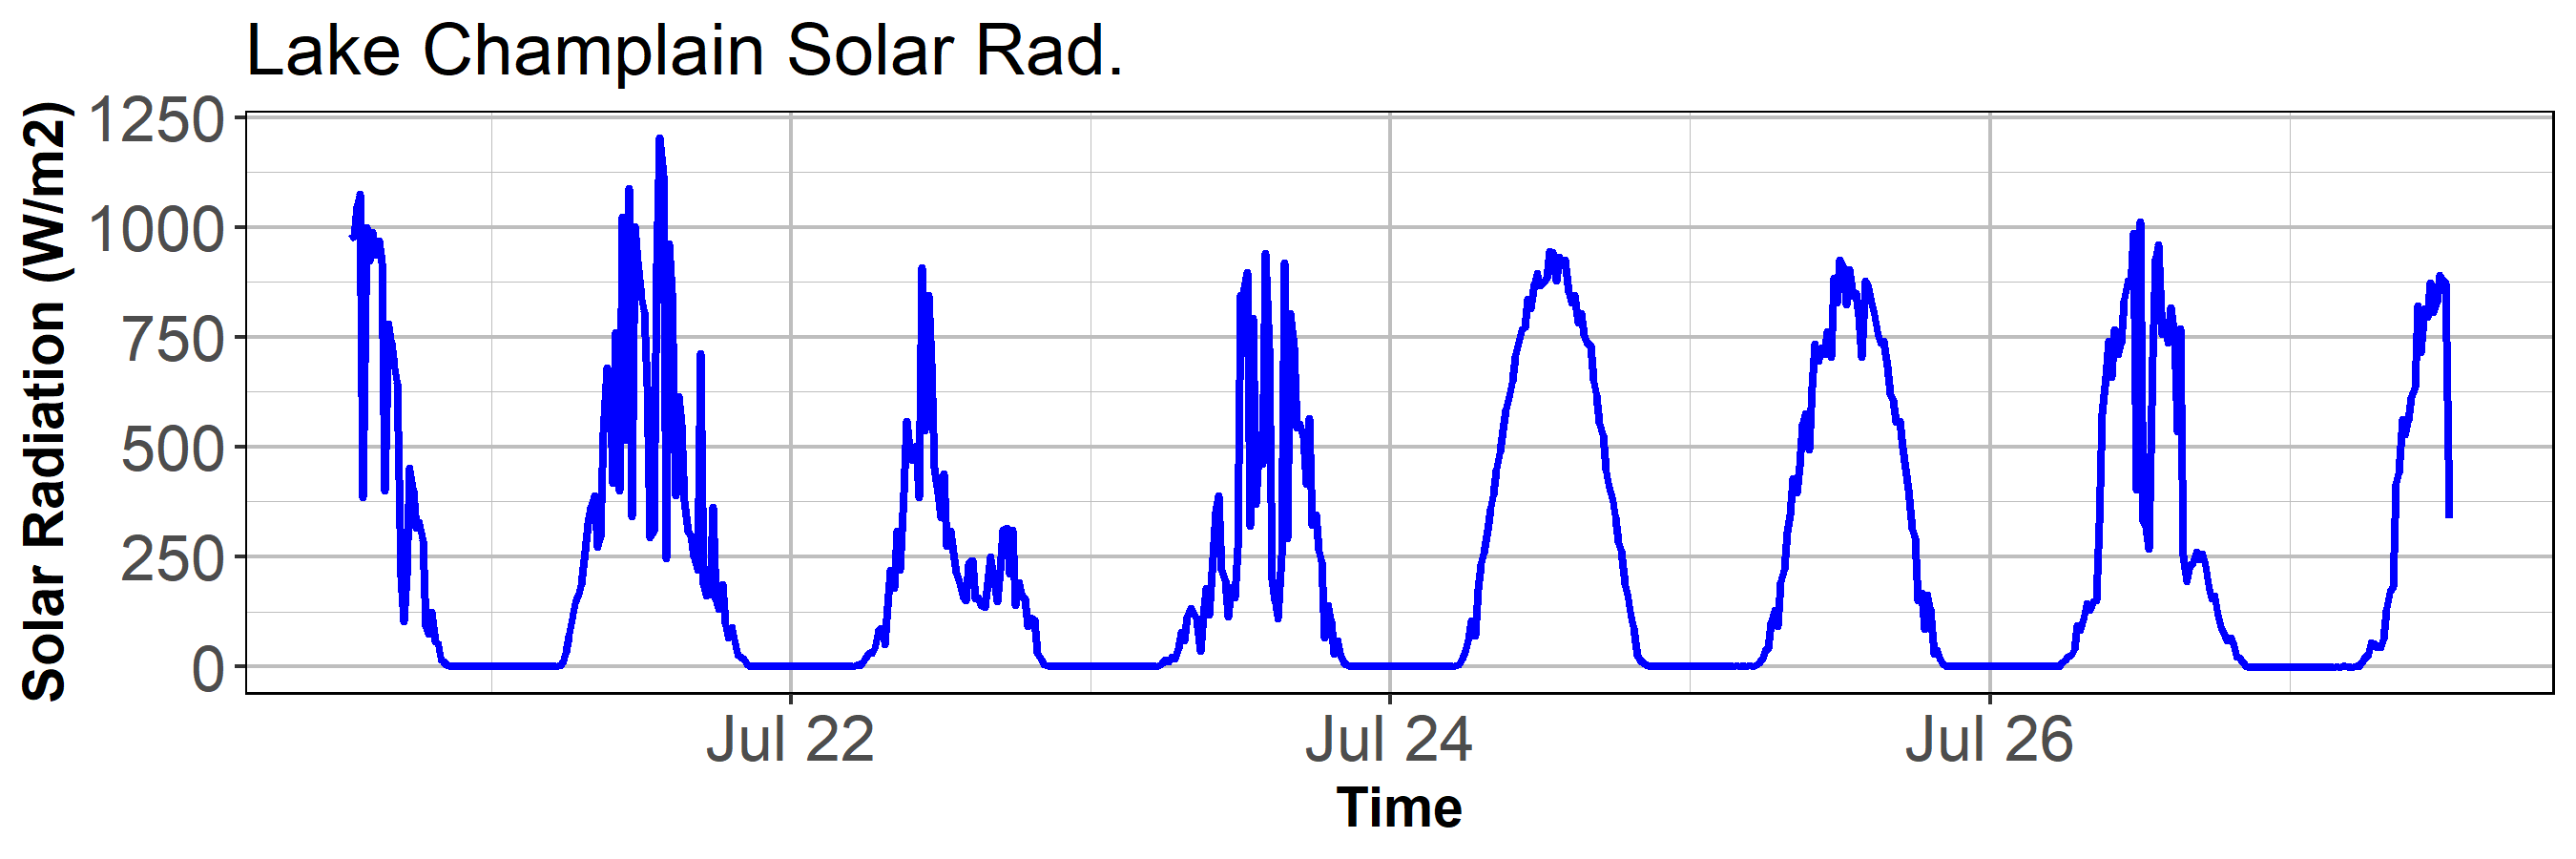 Lake Champlain Solar Rad.
Solar Radiation (W/m2)
1250
1000
750
500
250
0
Jul 22
Jul 24
Jul 26
Time